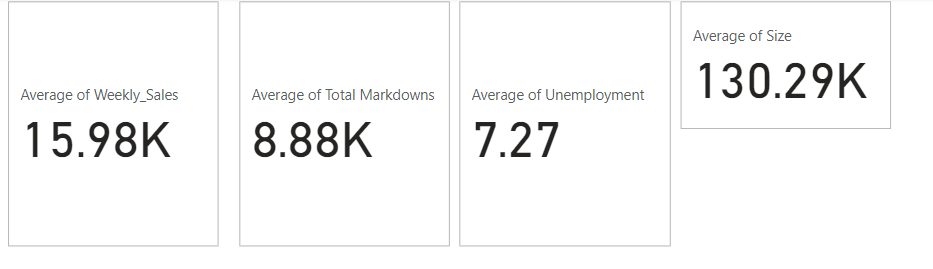 Average of Weekly_Sales
15.98K
Average of Total Markdowns
8.88K
Average of Unemployment
7.27
Average of Size
130.29K